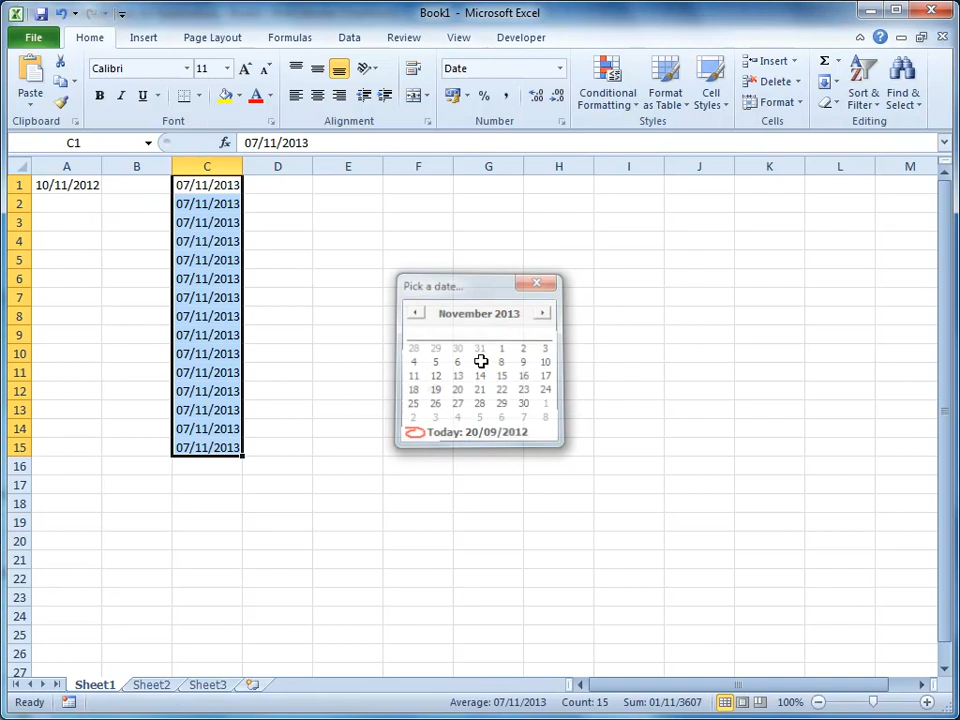 Book1 - Microsoft Excel
File Home Insert Page Layout Formulas Data Review View Developer
Calibri 11 Date
Paste
B I U
Conditional Formatting
Format as Table
Cell Styles
Insert
Delete
Format
Sort & Filter
Find & Select
Clipboard Font Alignment Number Styles Cells Editing
C1 fx 07/11/2013
A B C D E F G H I J K L M
1 10/11/2012 07/11/2013
2 07/11/2013
3 07/11/2013
4 07/11/2013
5 07/11/2013
6 07/11/2013
7 07/11/2013
8 07/11/2013
9 07/11/2013
10 07/11/2013
11 07/11/2013
12 07/11/2013
13 07/11/2013
14 07/11/2013
15 07/11/2013
16
17
18
19
20
21
22
23
24
25
26
27
Pick a date...
November 2013
28 29 30 31 1 2 3
4 5 6 8 9 10
11 12 13 14 15 16 17
18 19 20 21 22 23 24
25 26 27 28 29 30 1
2 3 4 5 6 7 8
Today: 20/09/2012
Sheet1 Sheet2 Sheet3
Ready Average: 07/11/2013 Count: 15 Sum: 01/11/3607 100%